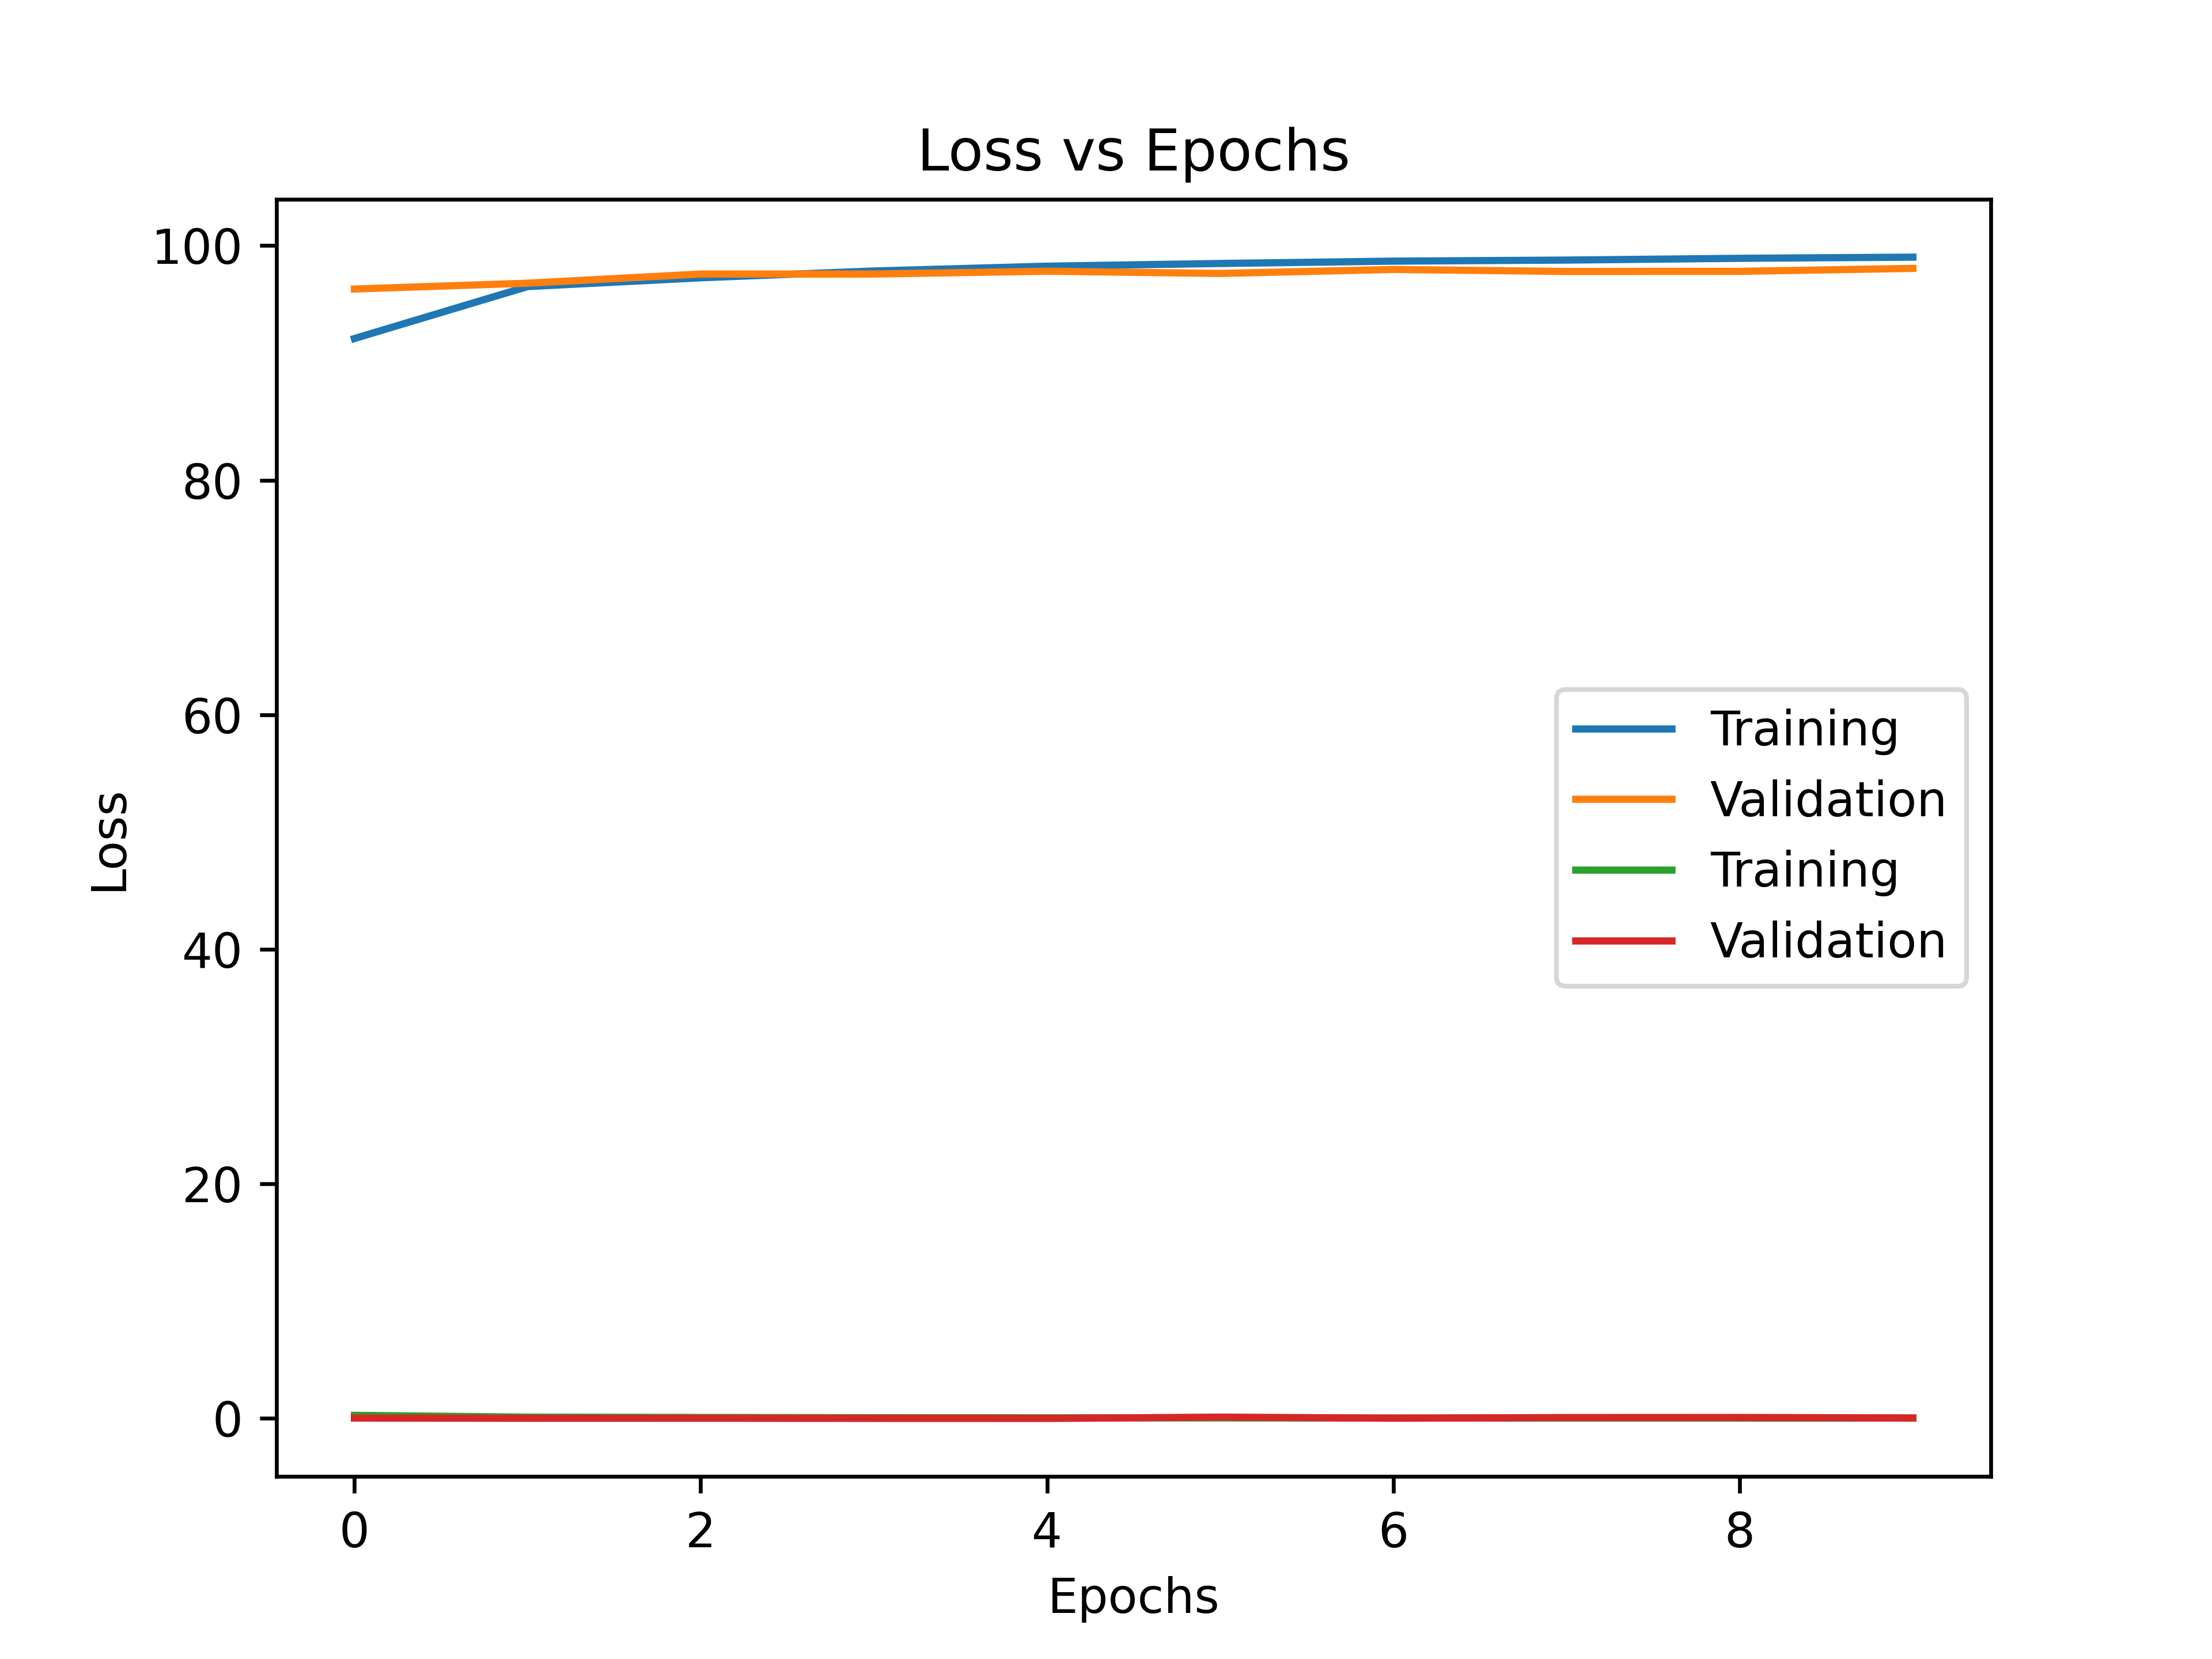 Loss vs Epochs
100
80
60
40
20
0
Loss
Training
Validation
Training
Validation
0 2 4 6 8
Epochs